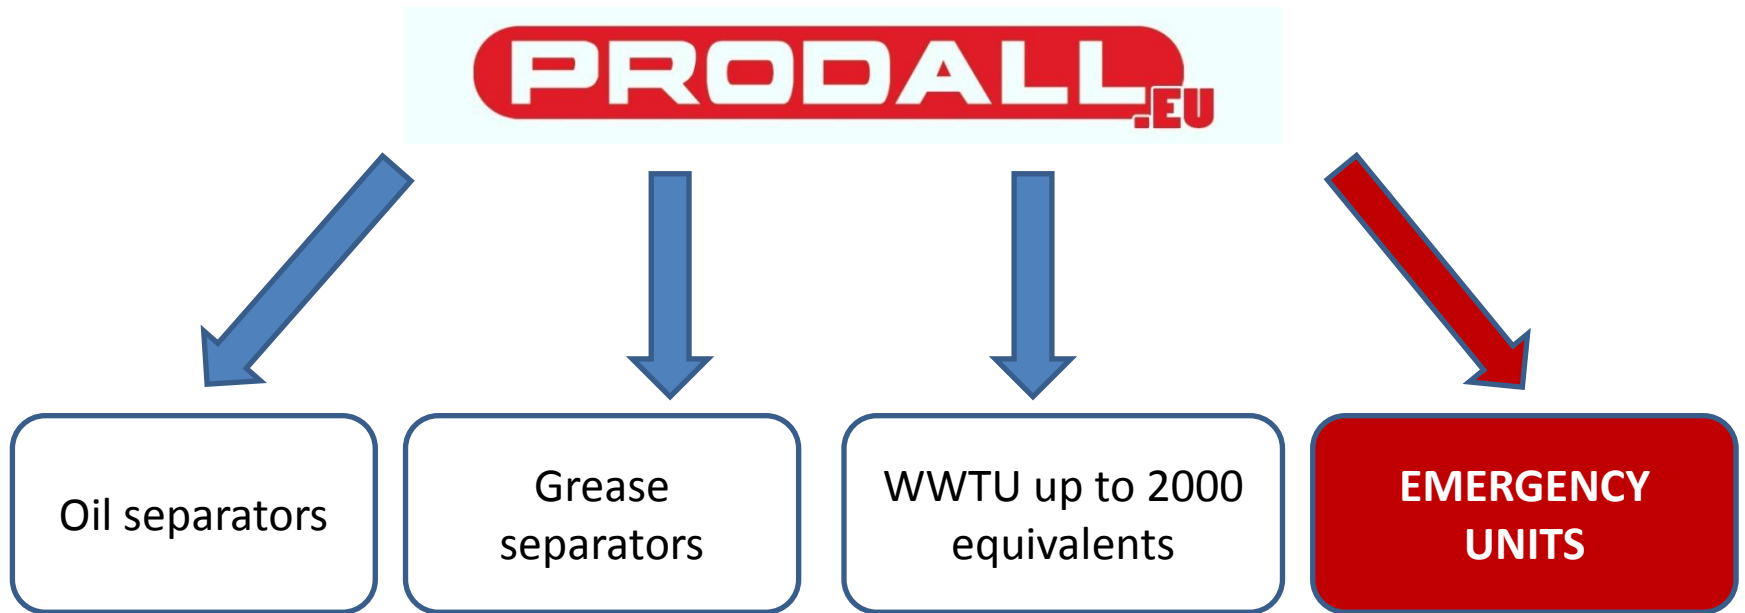 PRODALL.EU
Oil separators
Grease
separators
WWTU up to 2000
equivalents
EMERGENCY
UNITS